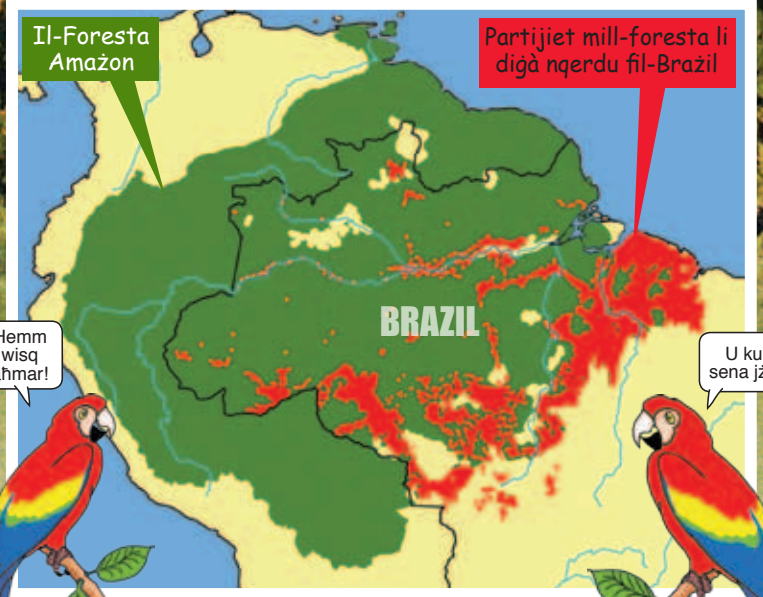 Il-Foresta
Amażon
Partijiet mill-foresta li
diġà nqerdu fil-Brażil
BRAZIL
Hemm
wisq
aħmar!
U ku
sena jż